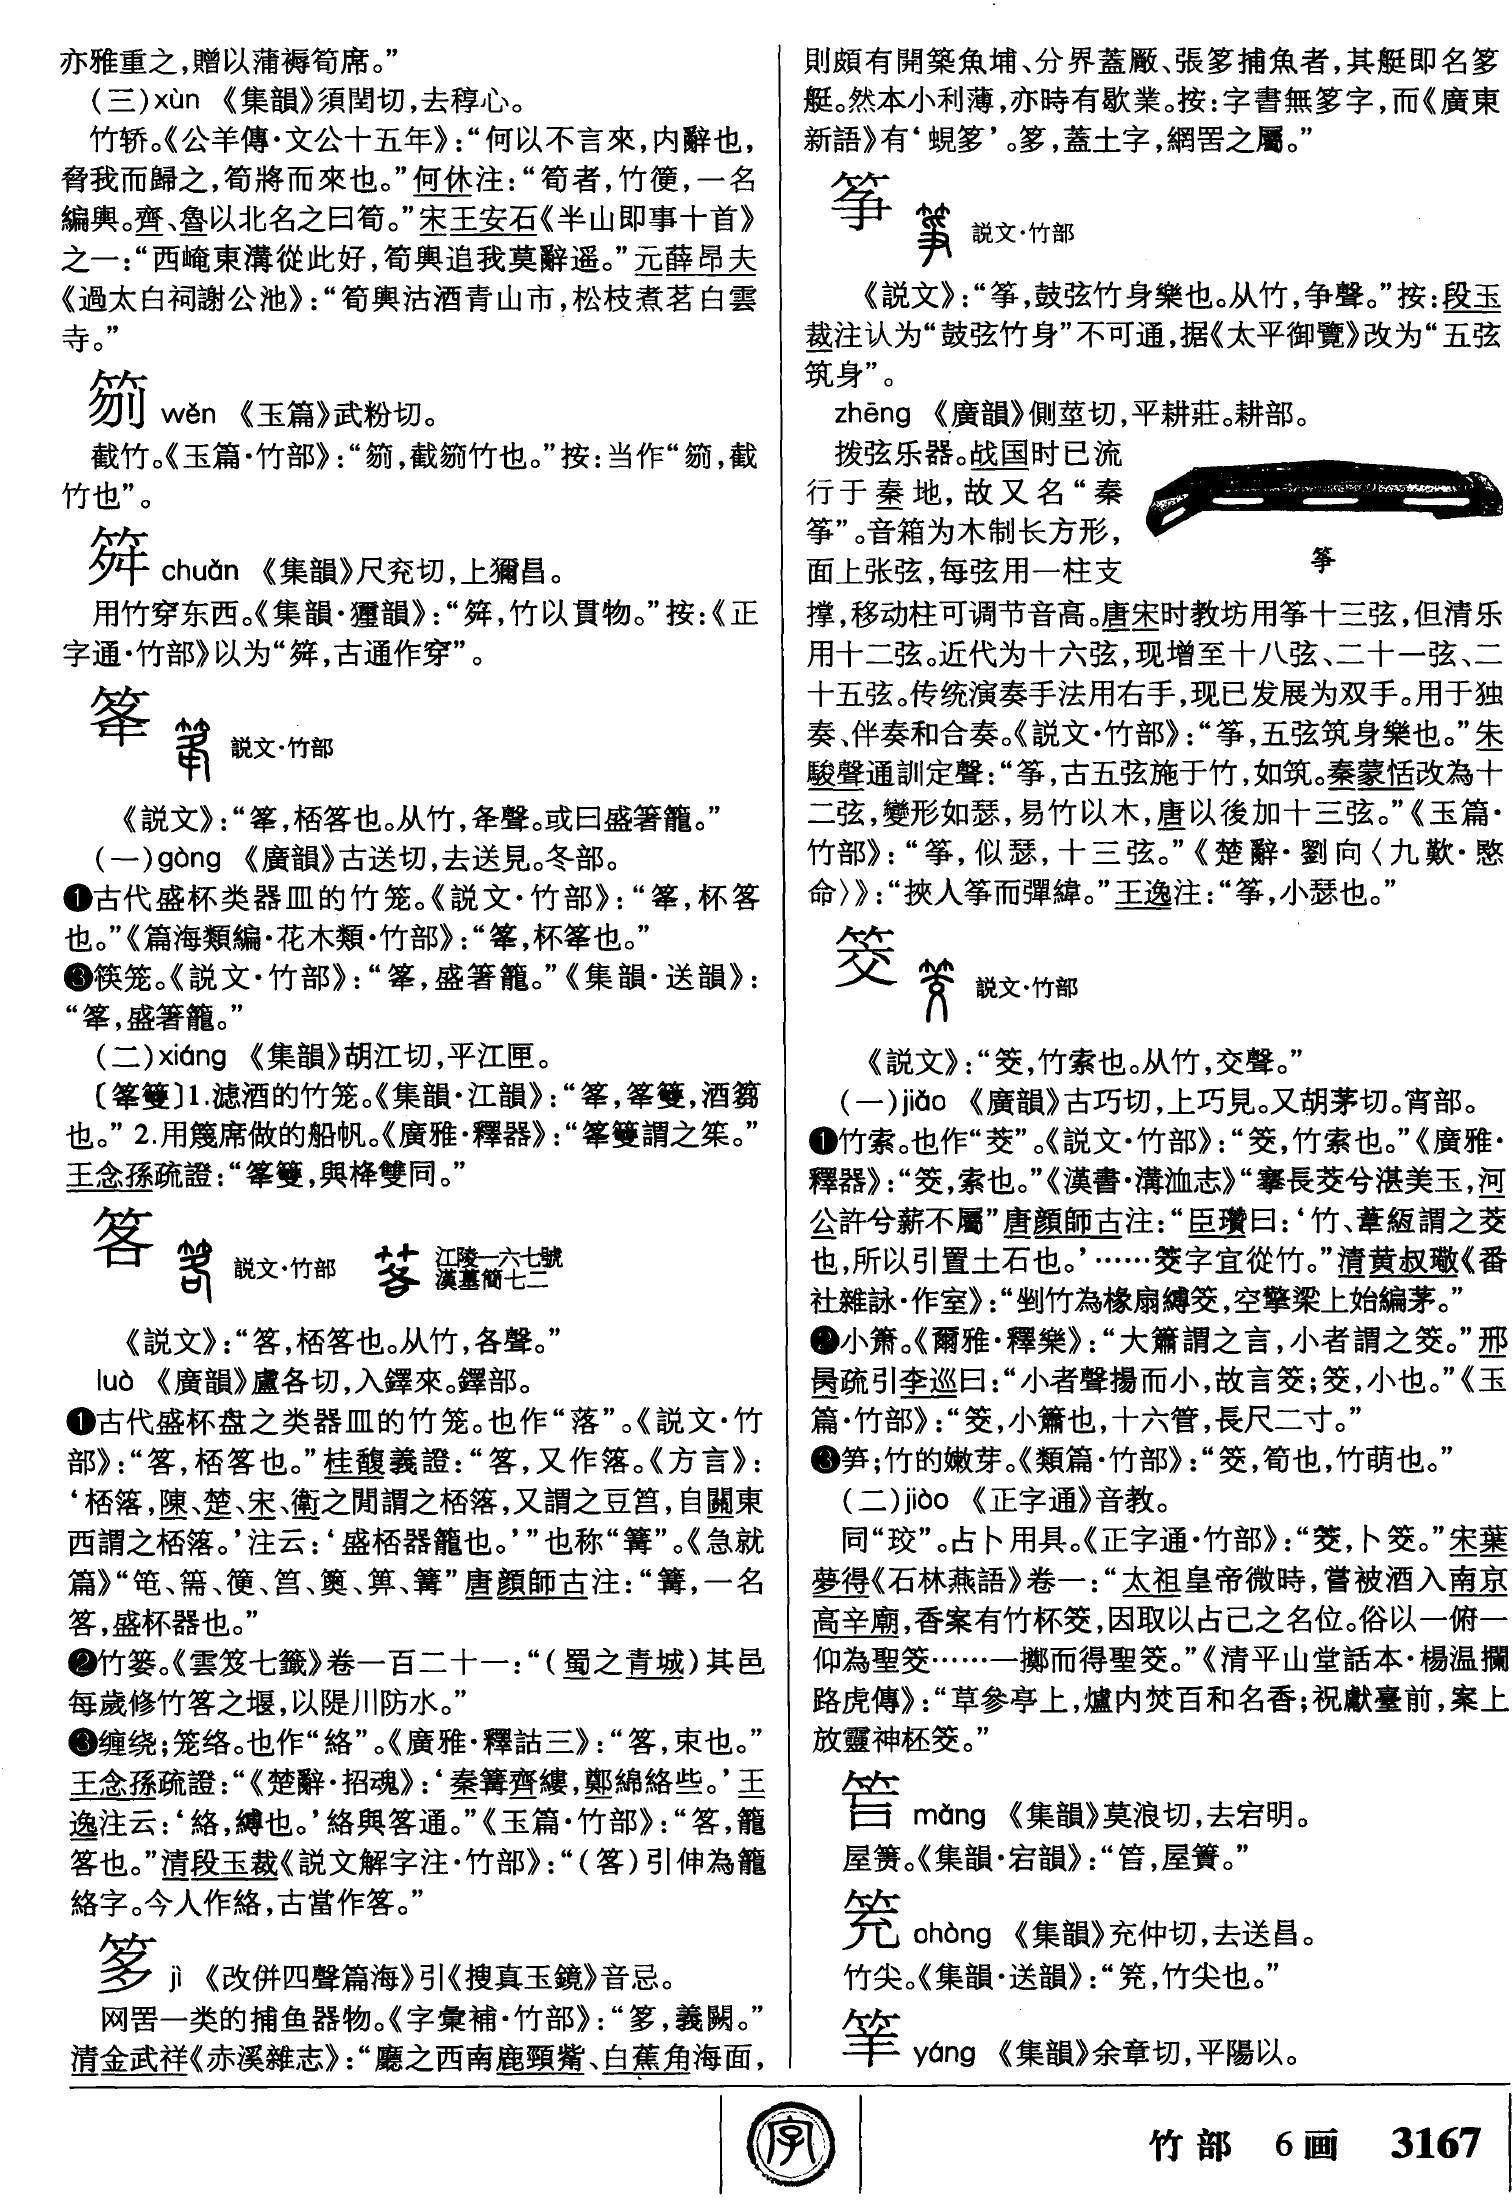 亦雅重之，贈以蒲褥筍席。”
（三）xùn 《集韻》須閏切，去稕心。
竹轿。《公羊傳·文公十五年》：“何以不言來，内辭也，
脅我而歸之，筍將而來也。”何休注：“筍者，竹箯，一名
編輿。齊、魯以北名之曰筍。”宋王安石《半山即事十首》
之一：“西崦東溝從此好，筍輿追我莫辭遥。”元薛昂夫
《過太白祠謝公池》：“筍輿沽酒青山市，松枝煮茗白雲
寺。”
笏 wěn 《玉篇》武粉切。
截竹。《玉篇·竹部》：“，截竹也。”按：当作“，截
竹也”。
䇍 chuǎn 《集韻》尺兖切，上獮昌。
用竹穿东西。《集韻·獮韻》：“，竹以貫物。”按：《正
字通·竹部》以为“，古通作穿”。
笿 説文·竹部
《説文》：“，桮笿也。从竹，夅聲。或曰盛箸籠。”
（一）gòng 《廣韻》古送切，去送見。冬部。
❶古代盛杯类器皿的竹笼。《説文·竹部》：“，杯笿
也。”《篇海類編·花木類·竹部》：“，杯也。”
❸筷笼。《説文·竹部》：“，盛箸籠。”《集韻·送韻》：
“，盛箸籠。”
（二）xiáng 《集韻》胡江切，平江匣。
〔〕1.滤酒的竹笼。《集韻·江韻》：“，，酒篘
也。” 2.用篾席做的船帆。《廣雅·釋器》：“謂之筞。”
王念孫疏證：“，與栙雙同。”
笿 説文·竹部 江陵一六七號
漢墓簡七二
《説文》：“笿，桮笿也。从竹，各聲。”
luò 《廣韻》盧各切，入鐸來。鐸部。
❶古代盛杯盘之类器皿的竹笼。也作“落”。《説文·竹
部》：“笿，桮笿也。”桂馥義證：“笿，又作落。《方言》：
‘桮落，陳、楚、宋、衛之閒謂之桮落，又謂之豆筥，自關東
西謂之桮落。’注云：‘盛桮器籠也。’”也称“篝”。《急就
篇》“笣、箅、箯、筥、籅、箅、篝”唐顔師古注：“篝，一名
笿，盛杯器也。”
❷竹篓。《雲笈七籤》卷一百二十一：“（蜀之青城）其邑
每歲修竹笿之堰，以隄川防水。”
❸缠绕；笼络。也作“絡”。《廣雅·釋詁三》：“笿，束也。”
王念孫疏證：“《楚辭·招魂》：‘秦篝齊縷，鄭綿絡些。’王
逸注云：‘絡，縛也。’絡與笿通。”《玉篇·竹部》：“笿，籠
笿也。”清段玉裁《説文解字注·竹部》：“（笿）引伸為籠
絡字。今人作絡，古當作笿。”
jì 《改併四聲篇海》引《搜真玉鏡》音忌。
网罟一类的捕鱼器物。《字彙補·竹部》：“，義闕。”
清金武祥《赤溪雜志》：“廳之西南鹿頸觜、白蕉角海面，
則頗有開築魚埔、分界蓋廠、張捕魚者，其艇即名
艇。然本小利薄，亦時有歇業。按：字書無字，而《廣東
新語》有‘蜆’。，蓋土字，網罟之屬。”
筝 説文·竹部
《説文》：“筝，鼓弦竹身樂也。从竹，争聲。”按：段玉
裁注认为“鼓弦竹身”不可通，据《太平御覽》改为“五弦
筑身”。
zhēng 《廣韻》側莖切，平耕莊。耕部。
拨弦乐器。战国时已流
行于秦地，故又名“秦
筝”。音箱为木制长方形，
面上张弦，每弦用一柱支
筝
撑，移动柱可调节音高。唐宋时教坊用筝十三弦，但清乐
用十二弦。近代为十六弦，现增至十八弦、二十一弦、二
十五弦。传统演奏手法用右手，现已发展为双手。用于独
奏、伴奏和合奏。《説文·竹部》：“筝，五弦筑身樂也。”朱
駿聲通訓定聲：“筝，古五弦施于竹，如筑。秦蒙恬改為十
二弦，變形如瑟，易竹以木，唐以後加十三弦。”《玉篇·
竹部》：“筝，似瑟，十三弦。”《楚辭·劉向〈九歎·愍
命〉》：“挾人筝而彈緯。”王逸注：“筝，小瑟也。”
筊 説文·竹部
《説文》：“筊，竹索也。从竹，交聲。”
（一）jiǎo 《廣韻》古巧切，上巧見。又胡茅切。宵部。
❶竹索。也作“茭”。《説文·竹部》：“筊，竹索也。”《廣雅·
釋器》：“筊，索也。”《漢書·溝洫志》“搴長茭兮湛美玉，河
公許兮薪不屬”唐顔師古注：“臣瓚曰：‘竹、葦絙謂之茭
也，所以引置土石也。’……筊字宜從竹。”清黄叔璥《番
社雜詠·作室》：“剉竹為椽扇縛筊，空擎梁上始編茅。”
❷小箫。《爾雅·釋樂》：“大簫謂之言，小者謂之筊。”邢
昺疏引李巡曰：“小者聲揚而小，故言筊；筊，小也。”《玉
篇·竹部》：“筊，小簫也，十六管，長尺二寸。”
❸笋；竹的嫩芽。《類篇·竹部》：“筊，筍也，竹萌也。”
（二）jiào 《正字通》音教。
同“珓”。占卜用具。《正字通·竹部》：“筊，卜筊。”宋葉
夢得《石林燕語》卷一：“太祖皇帝微時，嘗被酒入南京
高辛廟，香案有竹杯筊，因取以占己之名位。俗以一俯一
仰為聖筊……一擲而得聖筊。”《清平山堂話本·楊温攔
路虎傳》：“草參亭上，爐内焚百和名香；祝獻臺前，案上
放靈神柸筊。”
mǎng 《集韻》莫浪切，去宕明。
屋箦。《集韻·宕韻》：“，屋簀。”
chòng 《集韻》充仲切，去送昌。
竹尖。《集韻·送韻》：“，竹尖也。”
yáng 《集韻》余章切，平陽以。
字
竹部 6画 3167